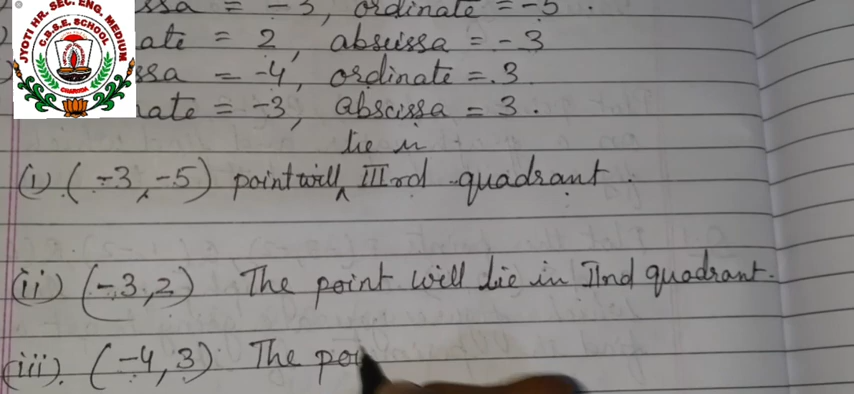 ssa = -3, ordinate = -5.
ate = 2, abscissa = -3
ssa = -4, ordinate = 3
nate = -3, abscissa = 3.
lie in
(i) (-3, -5) point will ^ IIIrd quadrant.
(ii) (-3, 2) The point will lie in IInd quadrant.
(iii). (-4, 3) The poi
JYOTI HR. SEC. ENG. MEDIUM
C.B.S.E. SCHOOL